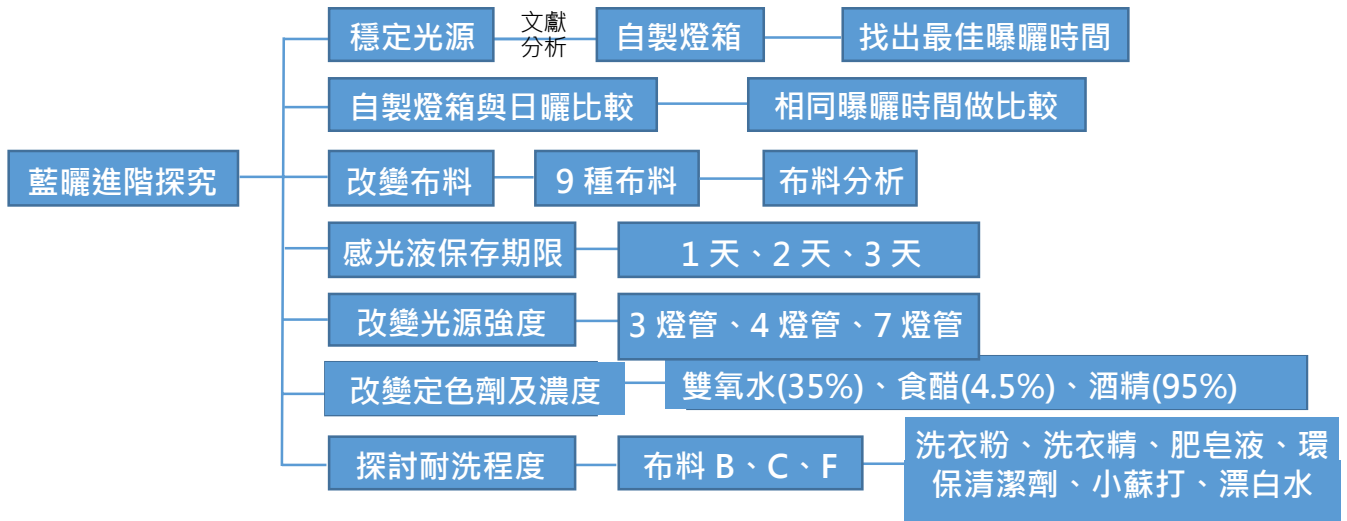 藍曬進階探究
穩定光源
文獻
分析
自製燈箱
找出最佳曝曬時間
自製燈箱與日曬比較
相同曝曬時間做比較
改變布料
9 種布料
布料分析
感光液保存期限
1 天、2 天、3 天
改變光源強度
3 燈管、4 燈管、7 燈管
改變定色劑及濃度
雙氧水(35%)、食醋(4.5%)、酒精(95%)
探討耐洗程度
布料 B、C、F
洗衣粉、洗衣精、肥皂液、環
保清潔劑、小蘇打、漂白水